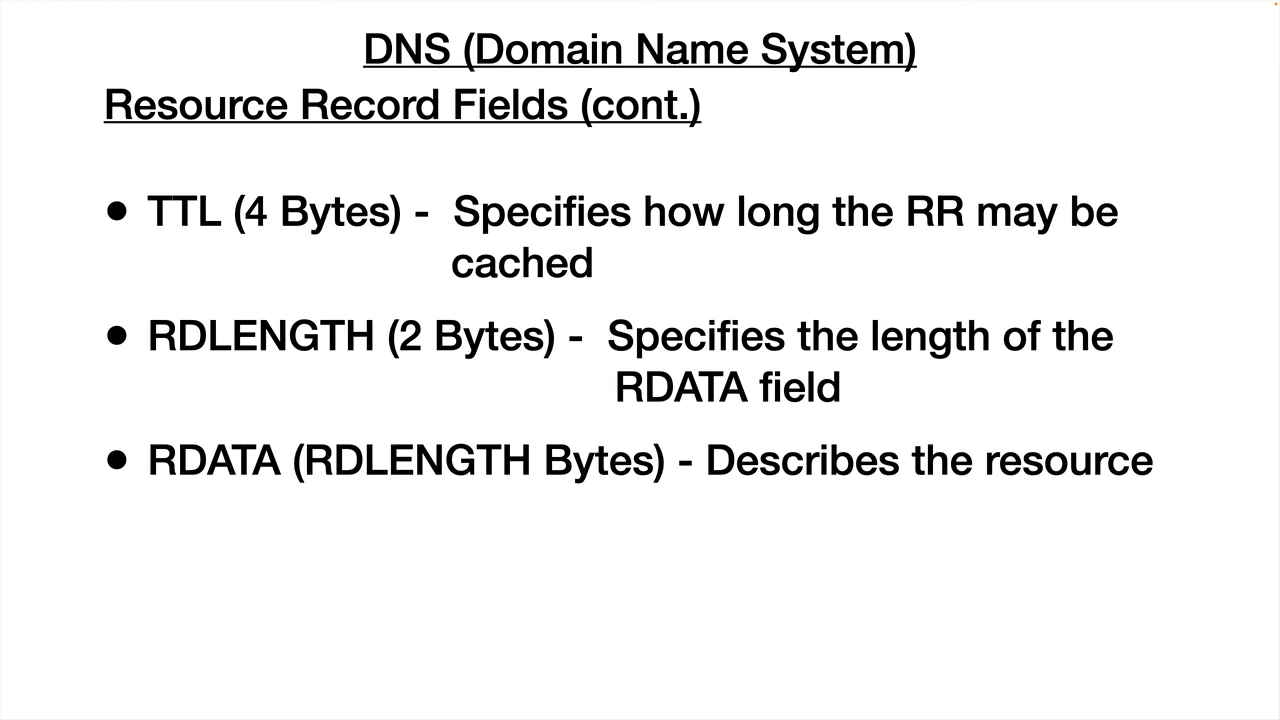 DNS (Domain Name System)
Resource Record Fields (cont.)
• TTL (4 Bytes) - Specifies how long the RR may be
cached
• RDLENGTH (2 Bytes) - Specifies the length of the
RDATA field
• RDATA (RDLENGTH Bytes) - Describes the resource